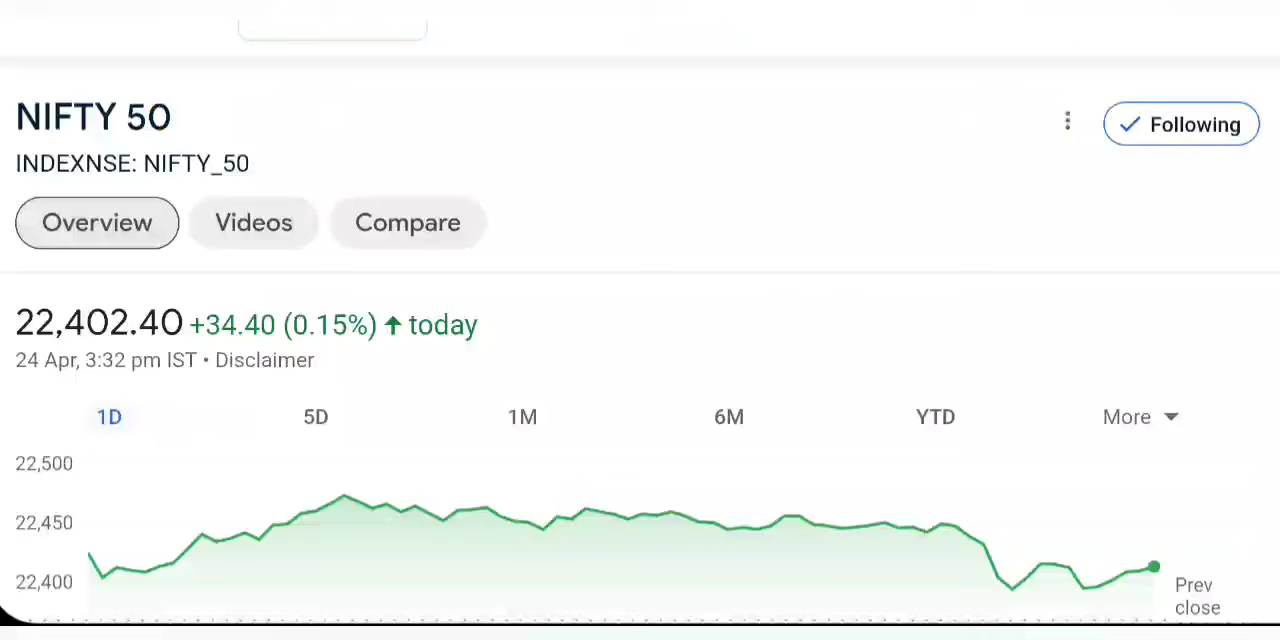 NIFTY 50
Following
INDEXNSE: NIFTY_50
Overview Videos Compare
22,402.40 +34.40 (0.15%) ↑ today
24 Apr, 3:32 pm IST • Disclaimer
1D 5D 1M 6M YTD More
22,500
22,450
22,400
Prev
close